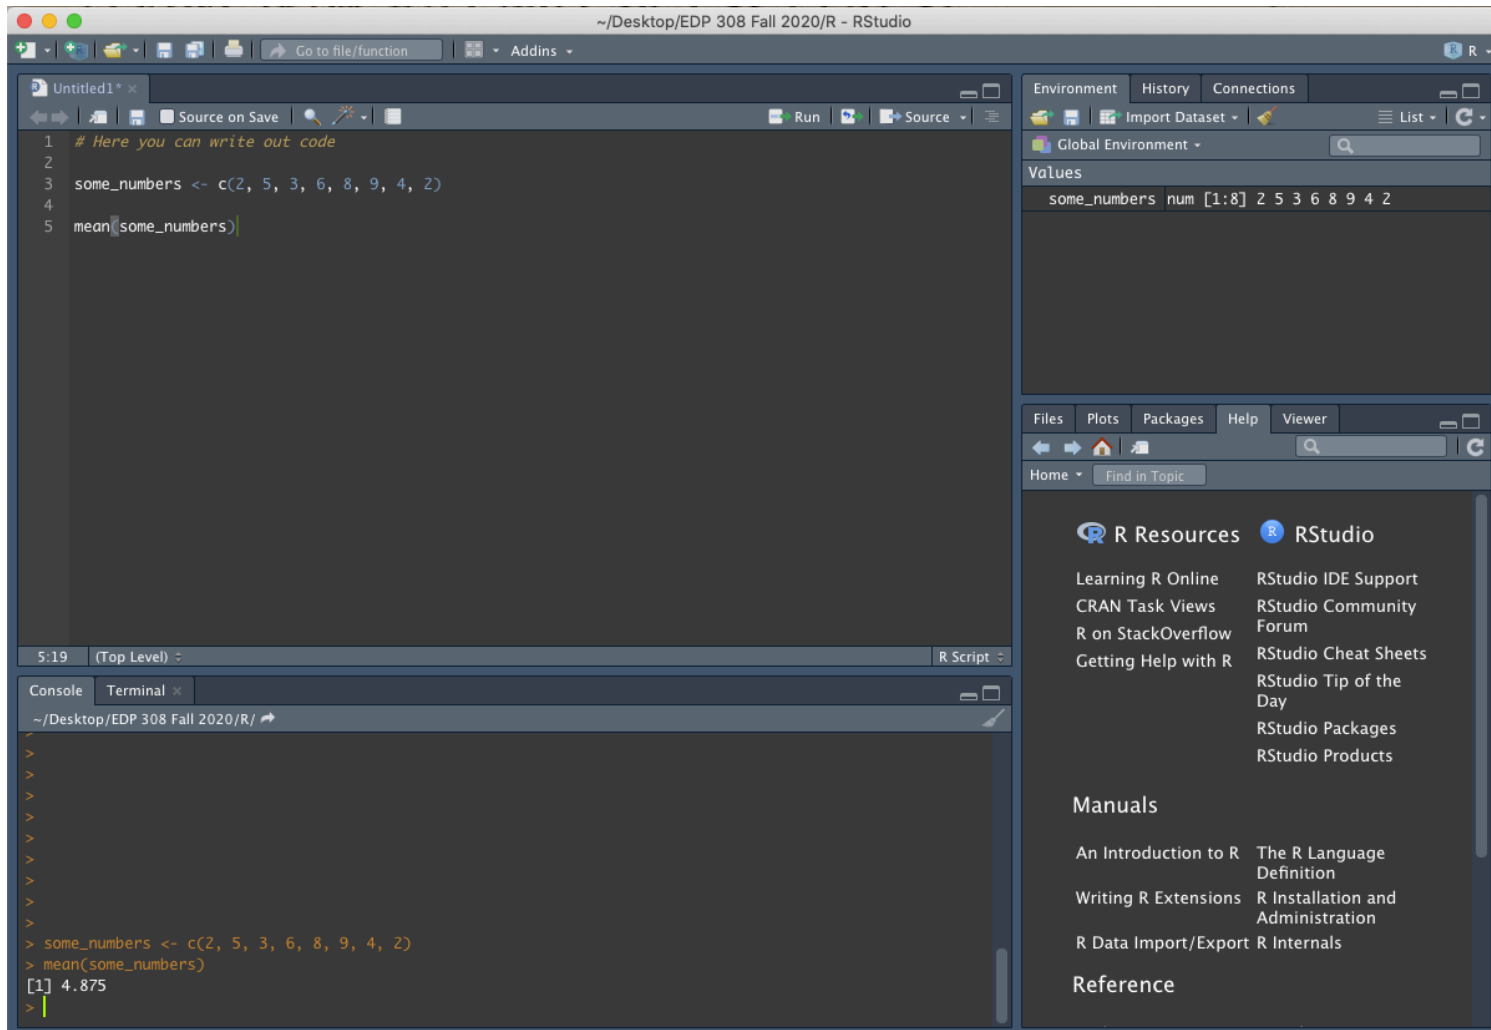 ~/Desktop/EDP 308 Fall 2020/R - RStudio
Go to file/function
Addins
R
Untitled1*
Source on Save
Run
Source
1 # Here you can write out code
2
3 some_numbers <- c(2, 5, 3, 6, 8, 9, 4, 2)
4
5 mean(some_numbers)
5:19
(Top Level)
R Script
Console
Terminal
~/Desktop/EDP 308 Fall 2020/R/
>
>
>
>
>
>
>
>
>
> some_numbers <- c(2, 5, 3, 6, 8, 9, 4, 2)
> mean(some_numbers)
[1] 4.875
>
Environment
History
Connections
Import Dataset
List
Global Environment
Values
some_numbers num [1:8] 2 5 3 6 8 9 4 2
Files
Plots
Packages
Help
Viewer
Home
Find in Topic
R Resources
Learning R Online
CRAN Task Views
R on StackOverflow
Getting Help with R
RStudio
RStudio IDE Support
RStudio Community
Forum
RStudio Cheat Sheets
RStudio Tip of the
Day
RStudio Packages
RStudio Products
Manuals
An Introduction to R
The R Language
Definition
Writing R Extensions
R Installation and
Administration
R Data Import/Export
R Internals
Reference